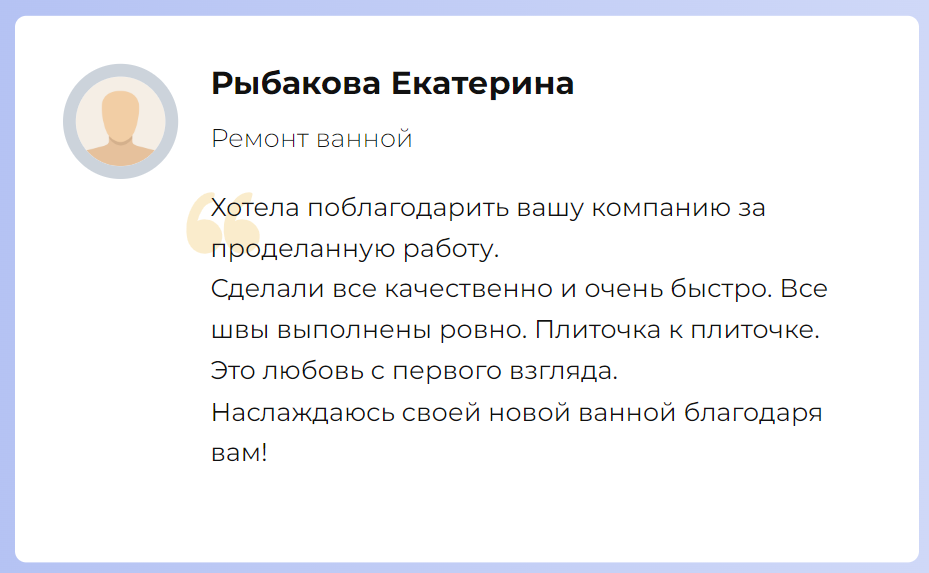 Рыбакова Екатерина
Ремонт ванной
Хотела поблагодарить вашу компанию за
проделанную работу.
Сделали все качественно и очень быстро. Все
швы выполнены ровно. Плиточка к плиточке.
Это любовь с первого взгляда.
Наслаждаюсь своей новой ванной благодаря
вам!